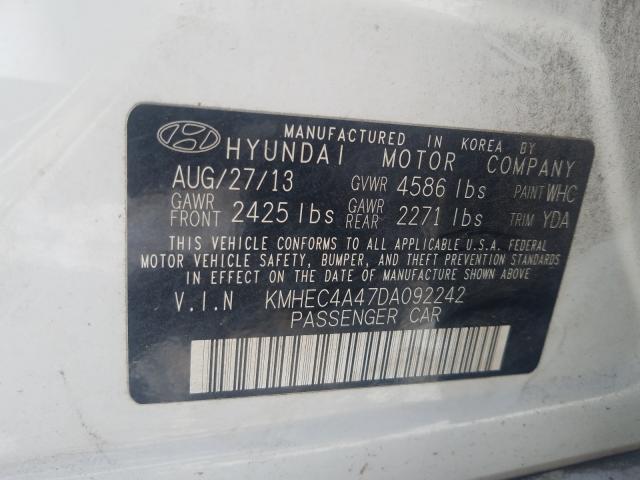 MANUFACTURED IN KOREA BY
HYUNDAI MOTOR COMPANY
AUG/27/13 GVWR 4586 lbs PAINT WHC
GAWR FRONT 2425 lbs GAWR REAR 2271 lbs TRIM YDA
THIS VEHICLE CONFORMS TO ALL APPLICABLE U.S.A. FEDERAL
MOTOR VEHICLE SAFETY, BUMPER, AND THEFT PREVENTION STANDARDS
IN EFFECT ON THE DATE OF MANUFACTURE SHOWN ABOVE.
V.I.N KMHEC4A47DA092242
PASSENGER CAR